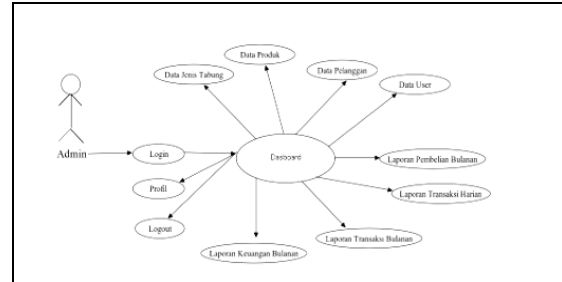 Data Produk
Data Jenis Tabung
Data Pelanggan
Data User
Admin
Login
Dasboard
Laporan Pembelian Bulanan
Profil
Laporan Transaksi Harian
Logout
Laporan Transaksi Bulanan
Laporan Keuangan Bulanan